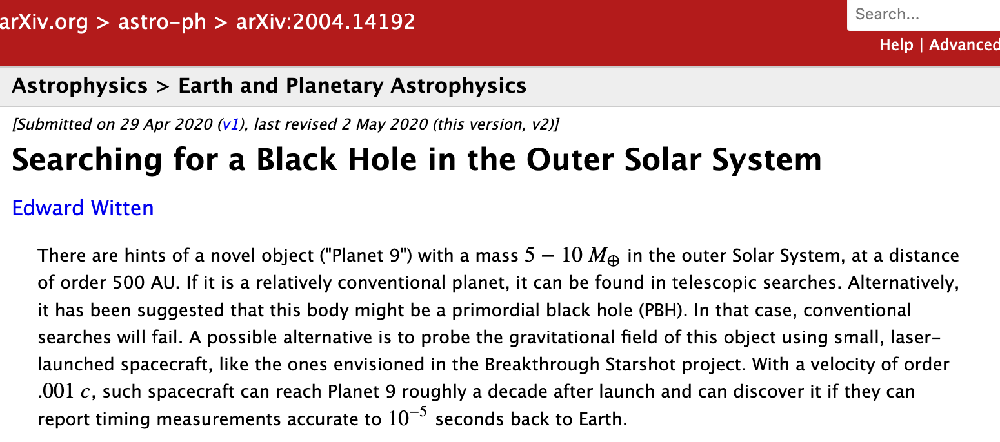 arXiv.org > astro-ph > arXiv:2004.14192
Search...
Help | Advanced
Astrophysics > Earth and Planetary Astrophysics
[Submitted on 29 Apr 2020 (v1), last revised 2 May 2020 (this version, v2)]
Searching for a Black Hole in the Outer Solar System
Edward Witten
There are hints of a novel object ("Planet 9") with a mass 5 − 10 M⊕ in the outer Solar System, at a distance
of order 500 AU. If it is a relatively conventional planet, it can be found in telescopic searches. Alternatively,
it has been suggested that this body might be a primordial black hole (PBH). In that case, conventional
searches will fail. A possible alternative is to probe the gravitational field of this object using small, laser-
launched spacecraft, like the ones envisioned in the Breakthrough Starshot project. With a velocity of order
.001 c, such spacecraft can reach Planet 9 roughly a decade after launch and can discover it if they can
report timing measurements accurate to 10⁻⁵ seconds back to Earth.